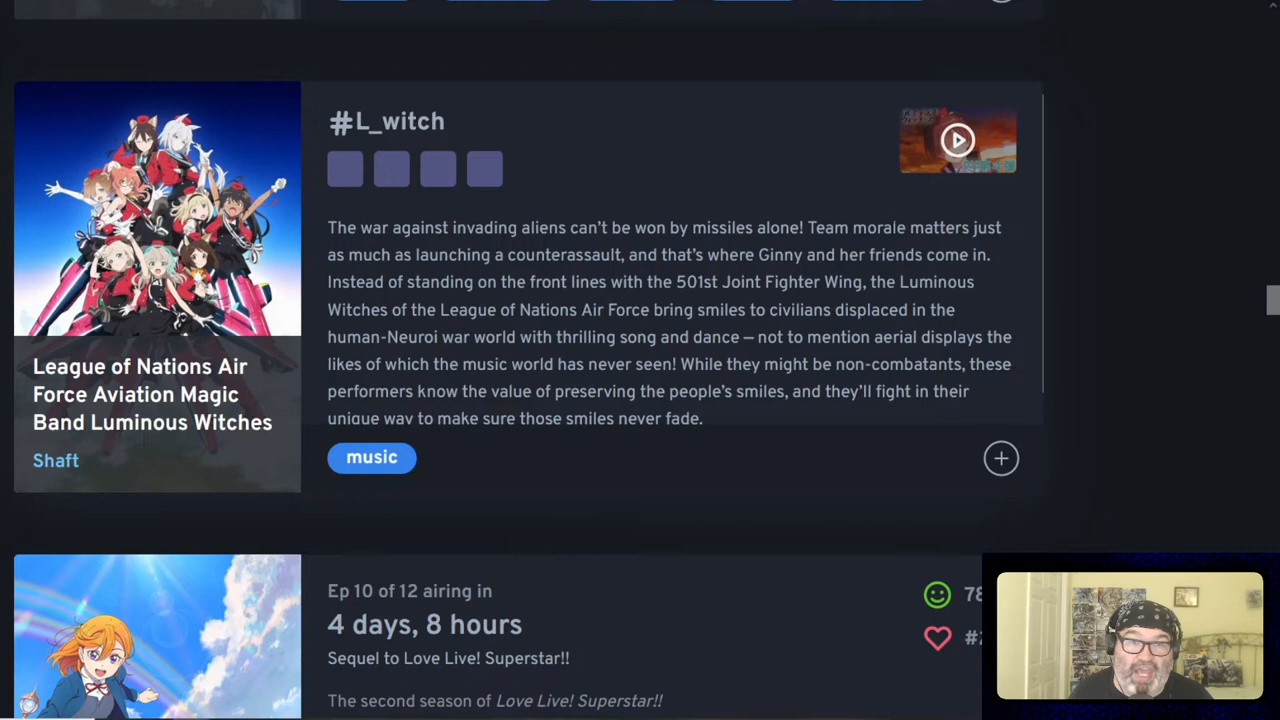 #L_witch
The war against invading aliens can’t be won by missiles alone! Team morale matters just
as much as launching a counterassault, and that’s where Ginny and her friends come in.
Instead of standing on the front lines with the 501st Joint Fighter Wing, the Luminous
Witches of the League of Nations Air Force bring smiles to civilians displaced in the
human-Neuroi war world with thrilling song and dance — not to mention aerial displays the
likes of which the music world has never seen! While they might be non-combatants, these
performers know the value of preserving the people’s smiles, and they’ll fight in their
unique way to make sure those smiles never fade.
League of Nations Air
Force Aviation Magic
Band Luminous Witches
Shaft
music
Ep 10 of 12 airing in
4 days, 8 hours
Sequel to Love Live! Superstar!!
The second season of Love Live! Superstar!!
78